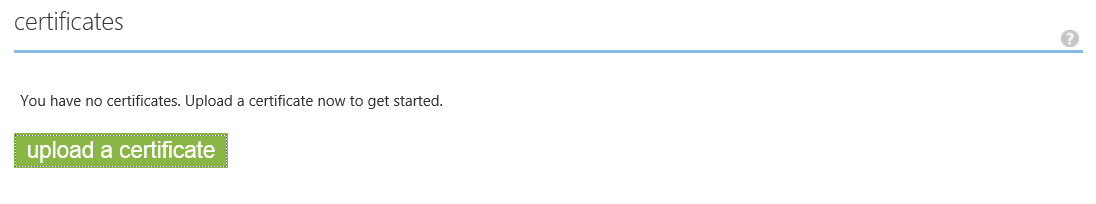 certificates
?
You have no certificates. Upload a certificate now to get started.
upload a certificate